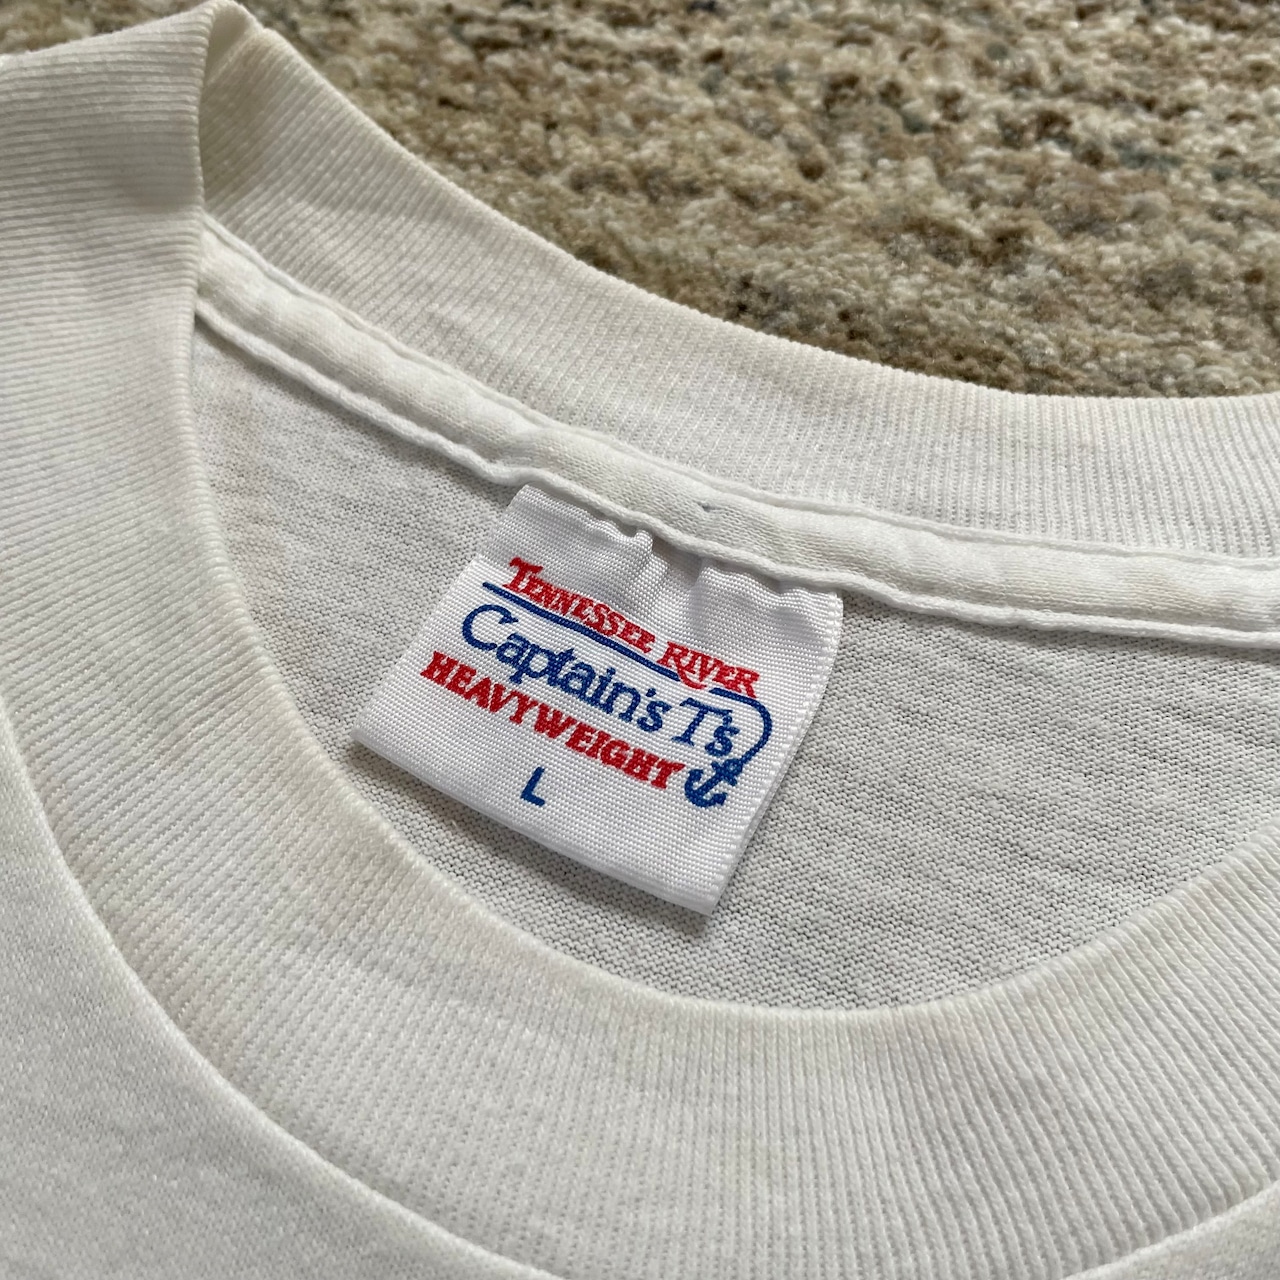 TENNESSEE RIVER
Captain's T's
HEAVYWEIGHT
L